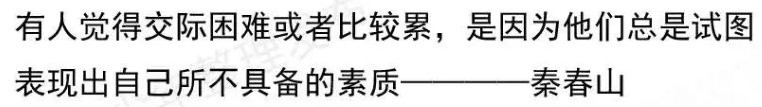 有人觉得交际困难或者比较累，是因为他们总是试图
表现出自己所不具备的素质————秦春山